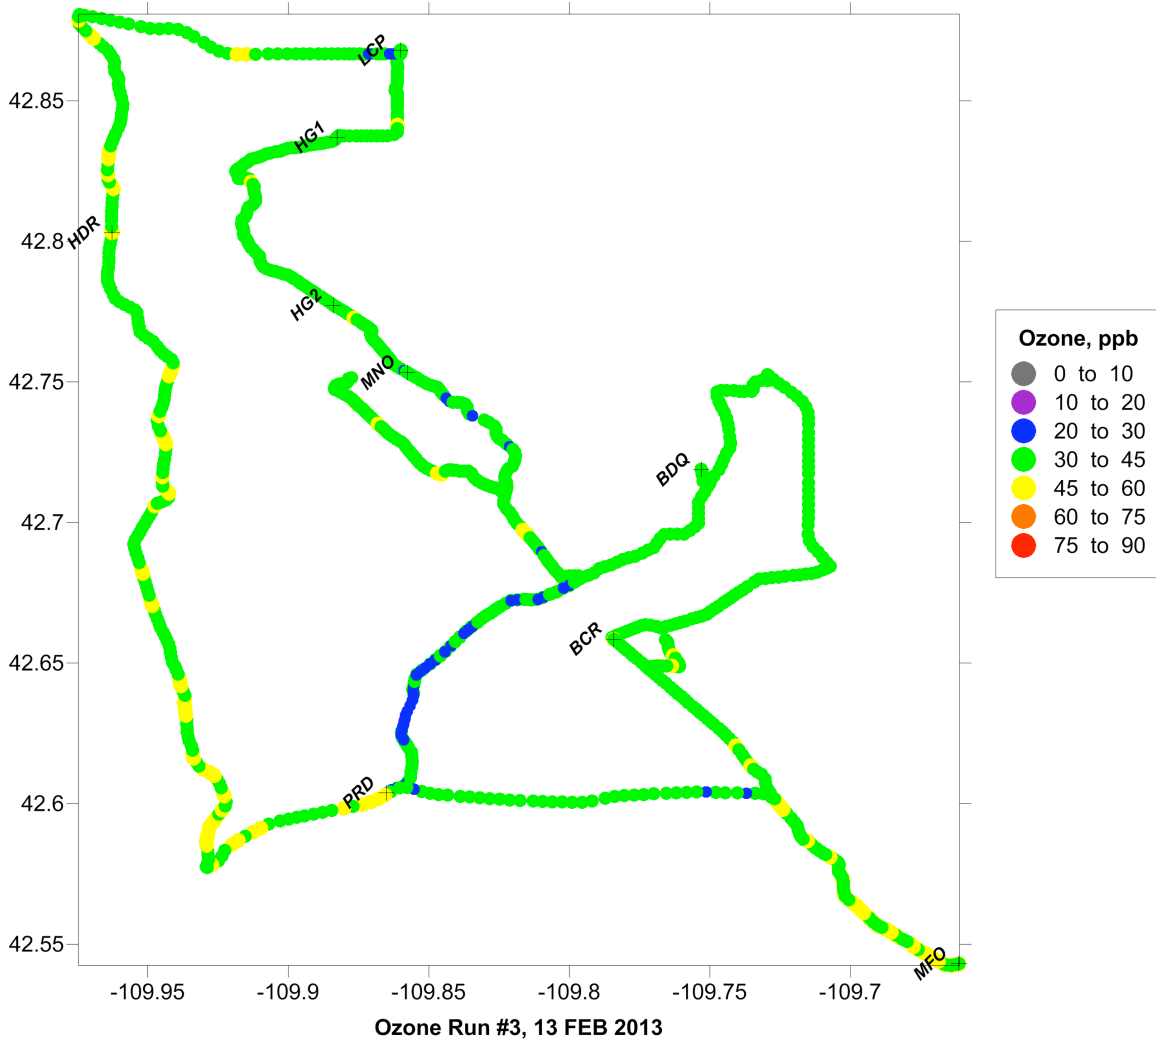 LCP
42.85
HG1
HDR
42.8
HG2
MNO
42.75
BDQ
42.7
BCR
42.65
PRD
42.6
42.55
MFO
-109.95
-109.9
-109.85
-109.8
-109.75
-109.7
Ozone Run #3, 13 FEB 2013
Ozone, ppb
0 to 10
10 to 20
20 to 30
30 to 45
45 to 60
60 to 75
75 to 90